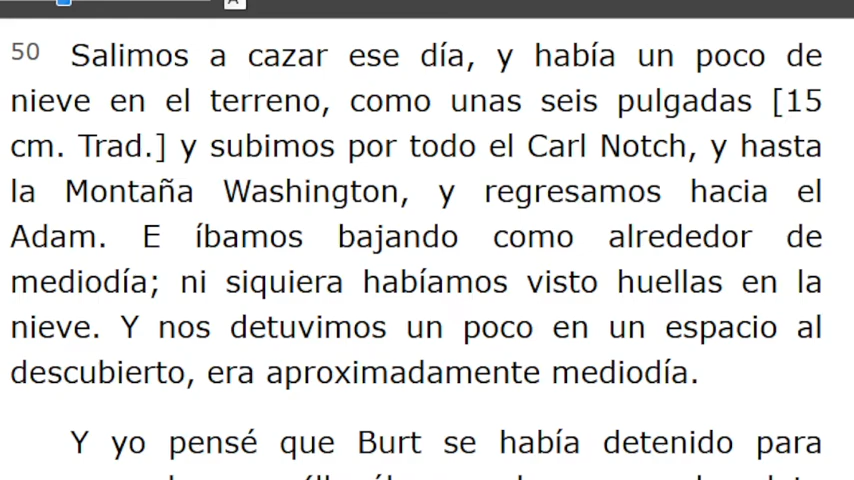 50 Salimos a cazar ese día, y había un poco de
nieve en el terreno, como unas seis pulgadas [15
cm. Trad.] y subimos por todo el Carl Notch, y hasta
la Montaña Washington, y regresamos hacia el
Adam. E íbamos bajando como alrededor de
mediodía; ni siquiera habíamos visto huellas en la
nieve. Y nos detuvimos un poco en un espacio al
descubierto, era aproximadamente mediodía.
Y yo pensé que Burt se había detenido para